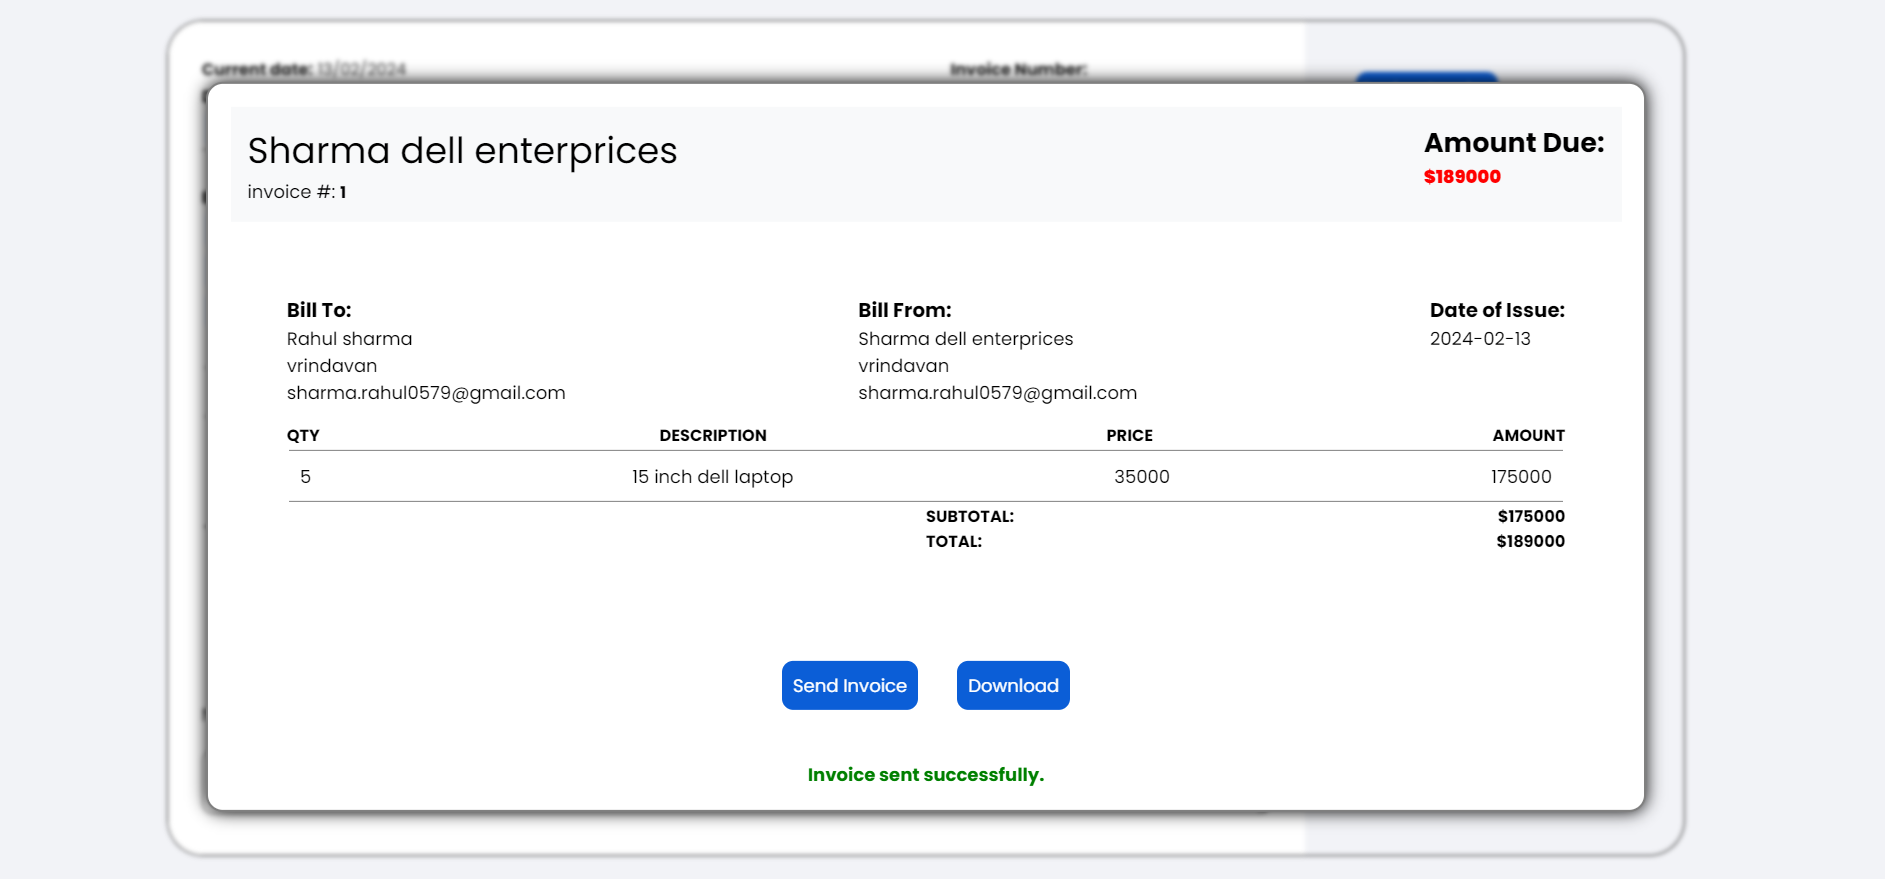 Current date: 13/02/2024
Invoice Number:
Sharma dell enterprices
invoice #: 1
Amount Due:
$189000
Bill To:
Rahul sharma
vrindavan
sharma.rahul0579@gmail.com
Bill From:
Sharma dell enterprices
vrindavan
sharma.rahul0579@gmail.com
Date of Issue:
2024-02-13
QTY DESCRIPTION PRICE AMOUNT
5 15 inch dell laptop 35000 175000
SUBTOTAL: $175000
TOTAL: $189000
Send Invoice Download
Invoice sent successfully.